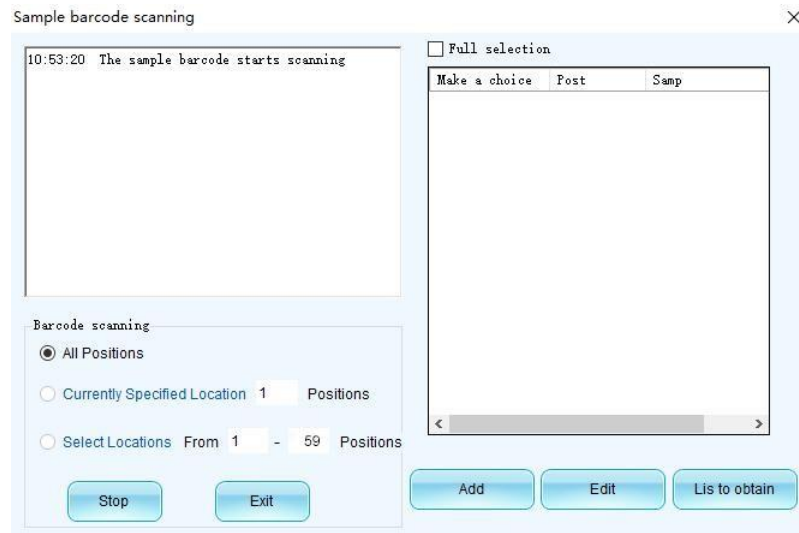 Sample barcode scanning
10:53:20 The sample barcode starts scanning
Full selection
Make a choice Post Samp
Barcode scanning
All Positions
Currently Specified Location 1 Positions
Select Locations From 1 - 59 Positions
Stop Exit
Add Edit Lis to obtain